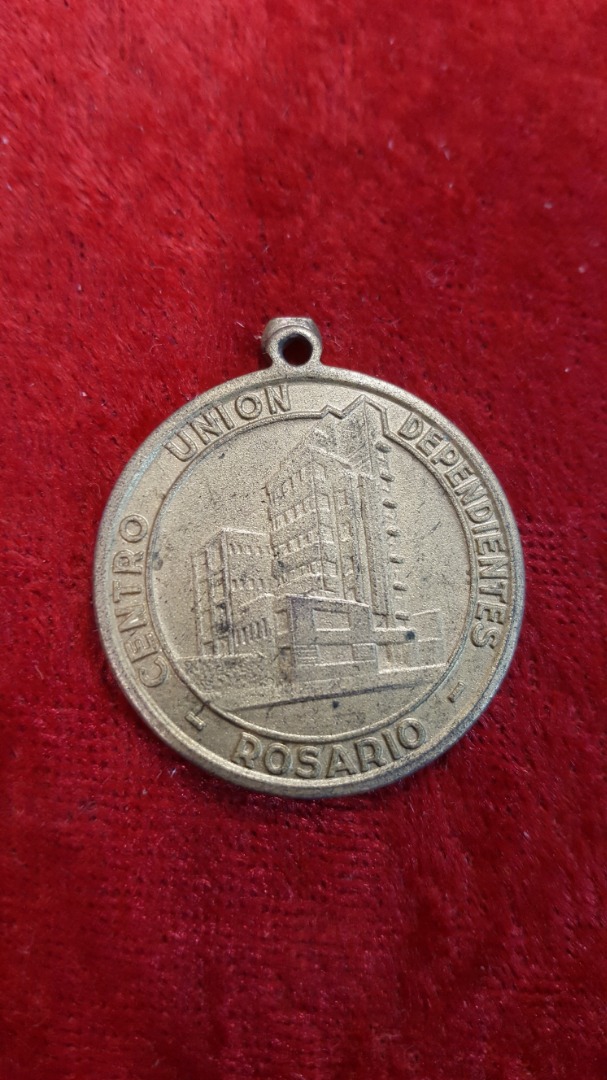 CENTRO UNION DEPENDIENTES
- ROSARIO -